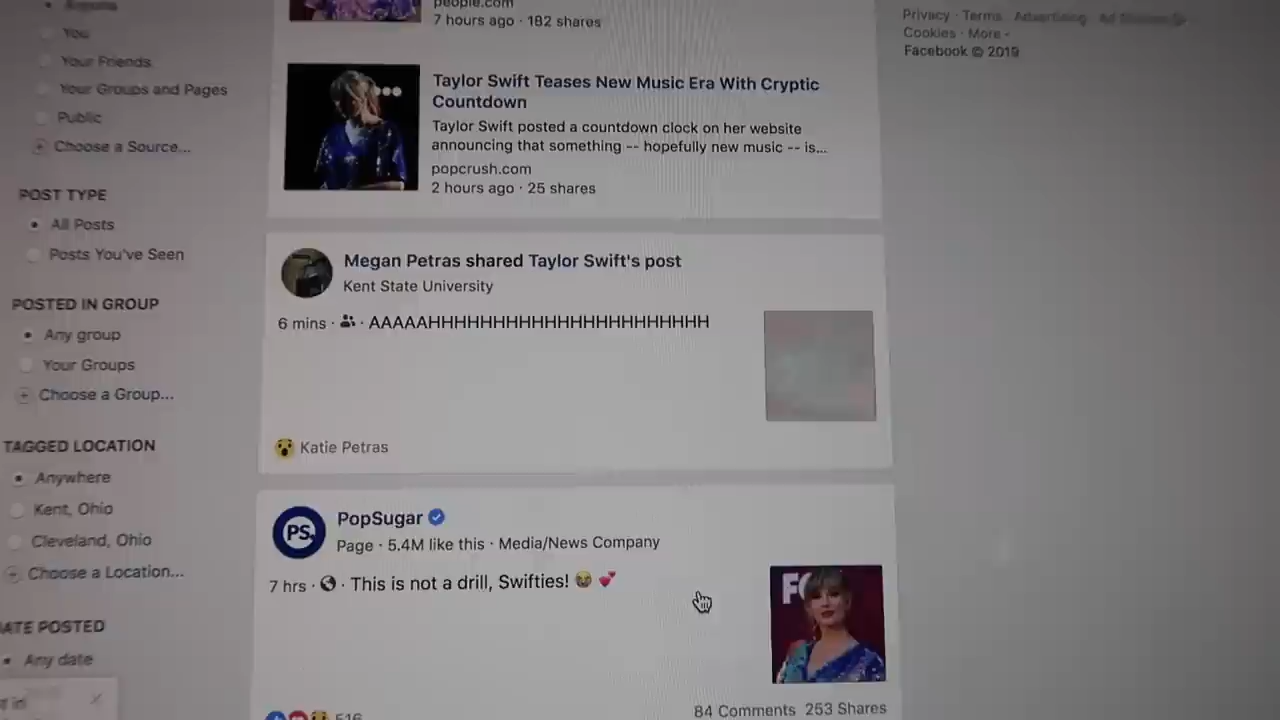 people.com
7 hours ago · 182 shares
Taylor Swift Teases New Music Era With Cryptic
Countdown
Taylor Swift posted a countdown clock on her website
announcing that something -- hopefully new music -- is...
popcrush.com
2 hours ago · 25 shares
Megan Petras shared Taylor Swift's post
Kent State University
6 mins · AAAAAHHHHHHHHHHHHHHHHHHHHHH
Katie Petras
PS.
PopSugar
Page · 5.4M like this · Media/News Company
7 hrs · This is not a drill, Swifties! 😭 💕
FO
516
84 Comments 253 Shares
You
Your Friends
Your Groups and Pages
Public
Choose a Source...
POST TYPE
All Posts
Posts You've Seen
POSTED IN GROUP
Any group
Your Groups
Choose a Group...
TAGGED LOCATION
Anywhere
Kent, Ohio
Cleveland, Ohio
Choose a Location...
ATE POSTED
Any date
Privacy · Terms · Advertising · Ad Choices
Cookies · More
Facebook © 2019